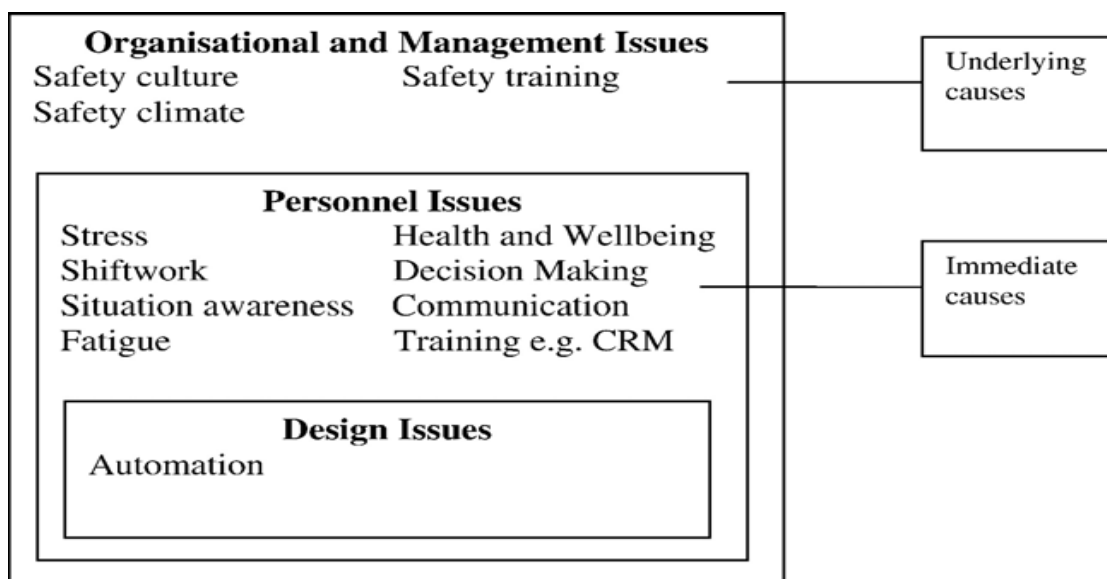 Organisational and Management Issues
Safety culture Safety training
Safety climate
Underlying
causes
Personnel Issues
Stress Health and Wellbeing
Shiftwork Decision Making
Situation awareness Communication
Fatigue Training e.g. CRM
Immediate
causes
Design Issues
Automation